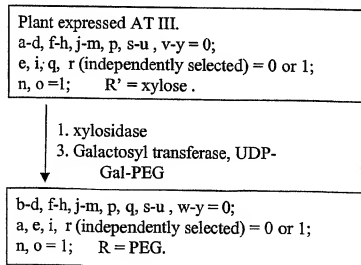 Plant expressed AT III.
a-d, f-h, j-m, p, s-u , v-y = 0;
e, i, q, r (independently selected) = 0 or 1;
n, o =1; R' = xylose .
1. xylosidase
3. Galactosyl transferase, UDP-
Gal-PEG
b-d, f-h, j-m, p, q, s-u , w-y = 0;
a, e, i, r (independently selected) = 0 or 1;
n, o = 1; R = PEG.